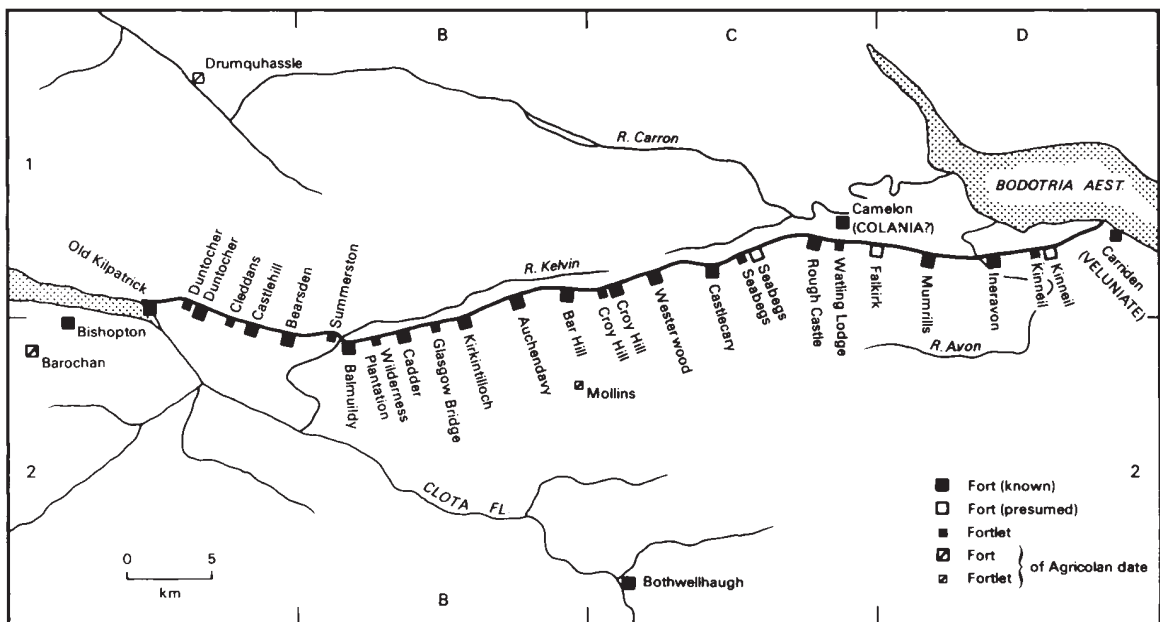 B
C
D
Drumquhassle
1
R. Carron
BODOTRIA AEST.
Camelon
(COLANIA?)
Old Kilpatrick
Duntocher
Duntocher
Cleddans
Castlehill
Bearsden
Summerston
R. Kelvin
Balmuildy
Wilderness
Plantation
Cadder
Glasgow Bridge
Kirkintilloch
Auchendavy
Bar Hill
Croy Hill
Croy Hill
Westerwood
Castlecary
Seabegs
Seabegs
Rough Castle
Watling Lodge
Falkirk
Mumrills
Ineravon
Kinneil
Kinneil
Carriden
(VELUNIATE)
Bishopton
Barochan
Mollins
R. Avon
2
2
CLOTA FL.
Bothwellhaugh
0 5
km
B
Fort (known)
Fort (presumed)
Fortlet
Fort
Fortlet
of Agricolan date